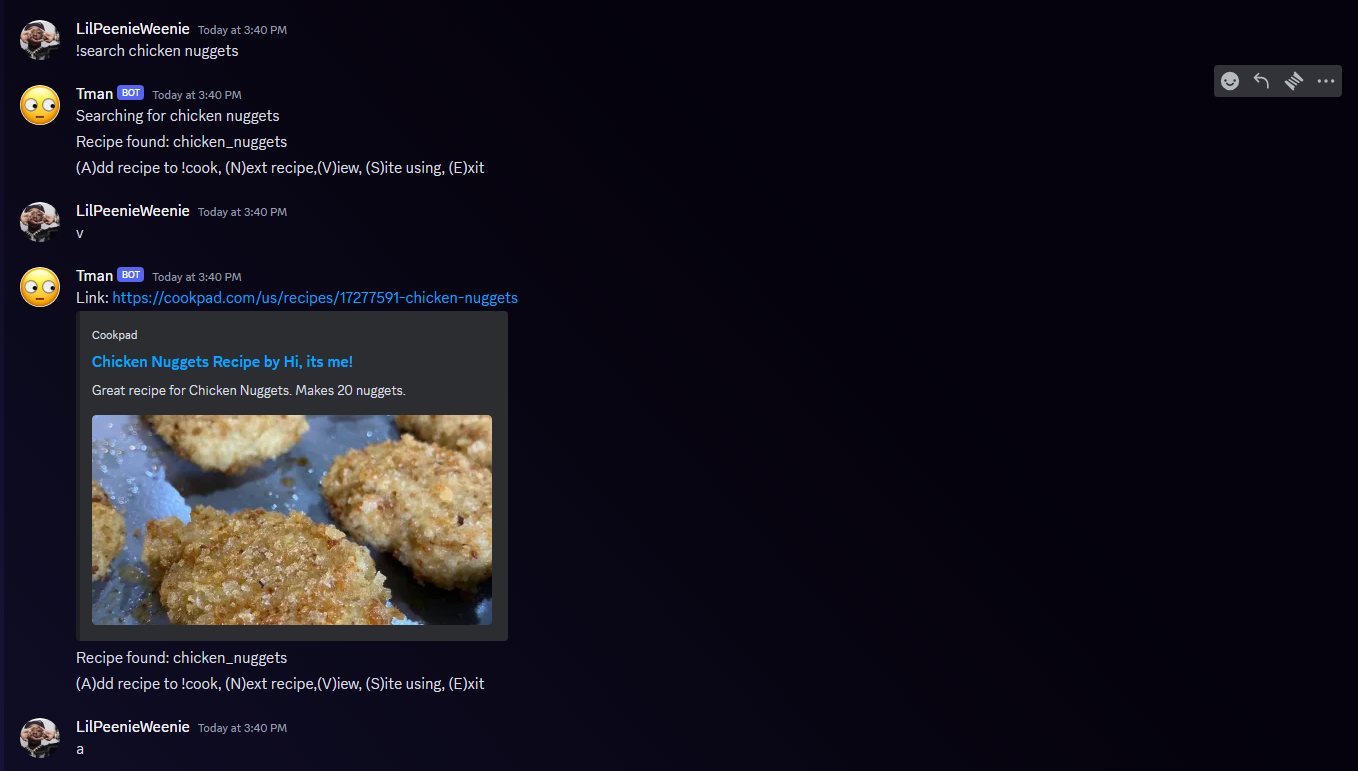 LilPeenieWeenie Today at 3:40 PM
!search chicken nuggets
Tman BOT Today at 3:40 PM
Searching for chicken nuggets
Recipe found: chicken_nuggets
(A)dd recipe to !cook, (N)ext recipe,(V)iew, (S)ite using, (E)xit
LilPeenieWeenie Today at 3:40 PM
v
Tman BOT Today at 3:40 PM
Link: https://cookpad.com/us/recipes/17277591-chicken-nuggets
Cookpad
Chicken Nuggets Recipe by Hi, its me!
Great recipe for Chicken Nuggets. Makes 20 nuggets.
Recipe found: chicken_nuggets
(A)dd recipe to !cook, (N)ext recipe,(V)iew, (S)ite using, (E)xit
LilPeenieWeenie Today at 3:40 PM
a